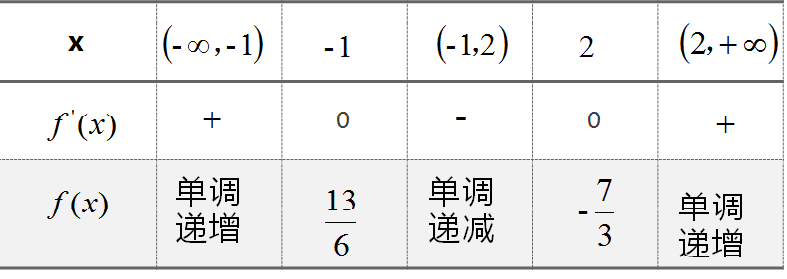 x (-∞,-1) -1 (-1,2) 2 (2,+∞)
f'(x) + 0 - 0 +
f(x) 单调递增 13/6 单调递减 -7/3 单调递增